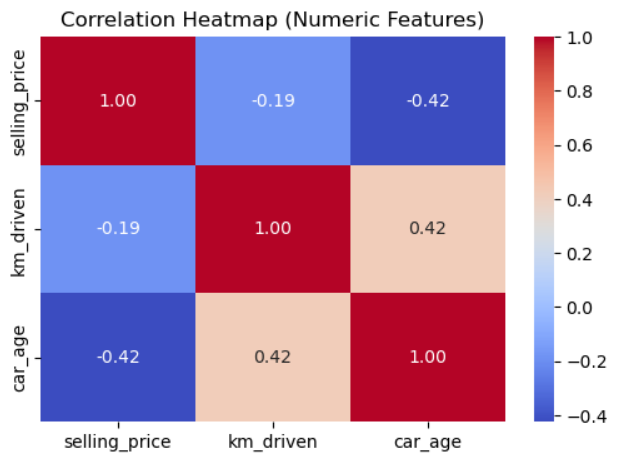 Correlation Heatmap (Numeric Features)
selling_price
1.00
-0.19
-0.42
km_driven
-0.19
1.00
0.42
car_age
-0.42
0.42
1.00
selling_price
km_driven
car_age
1.0
0.8
0.6
0.4
0.2
0.0
−0.2
−0.4